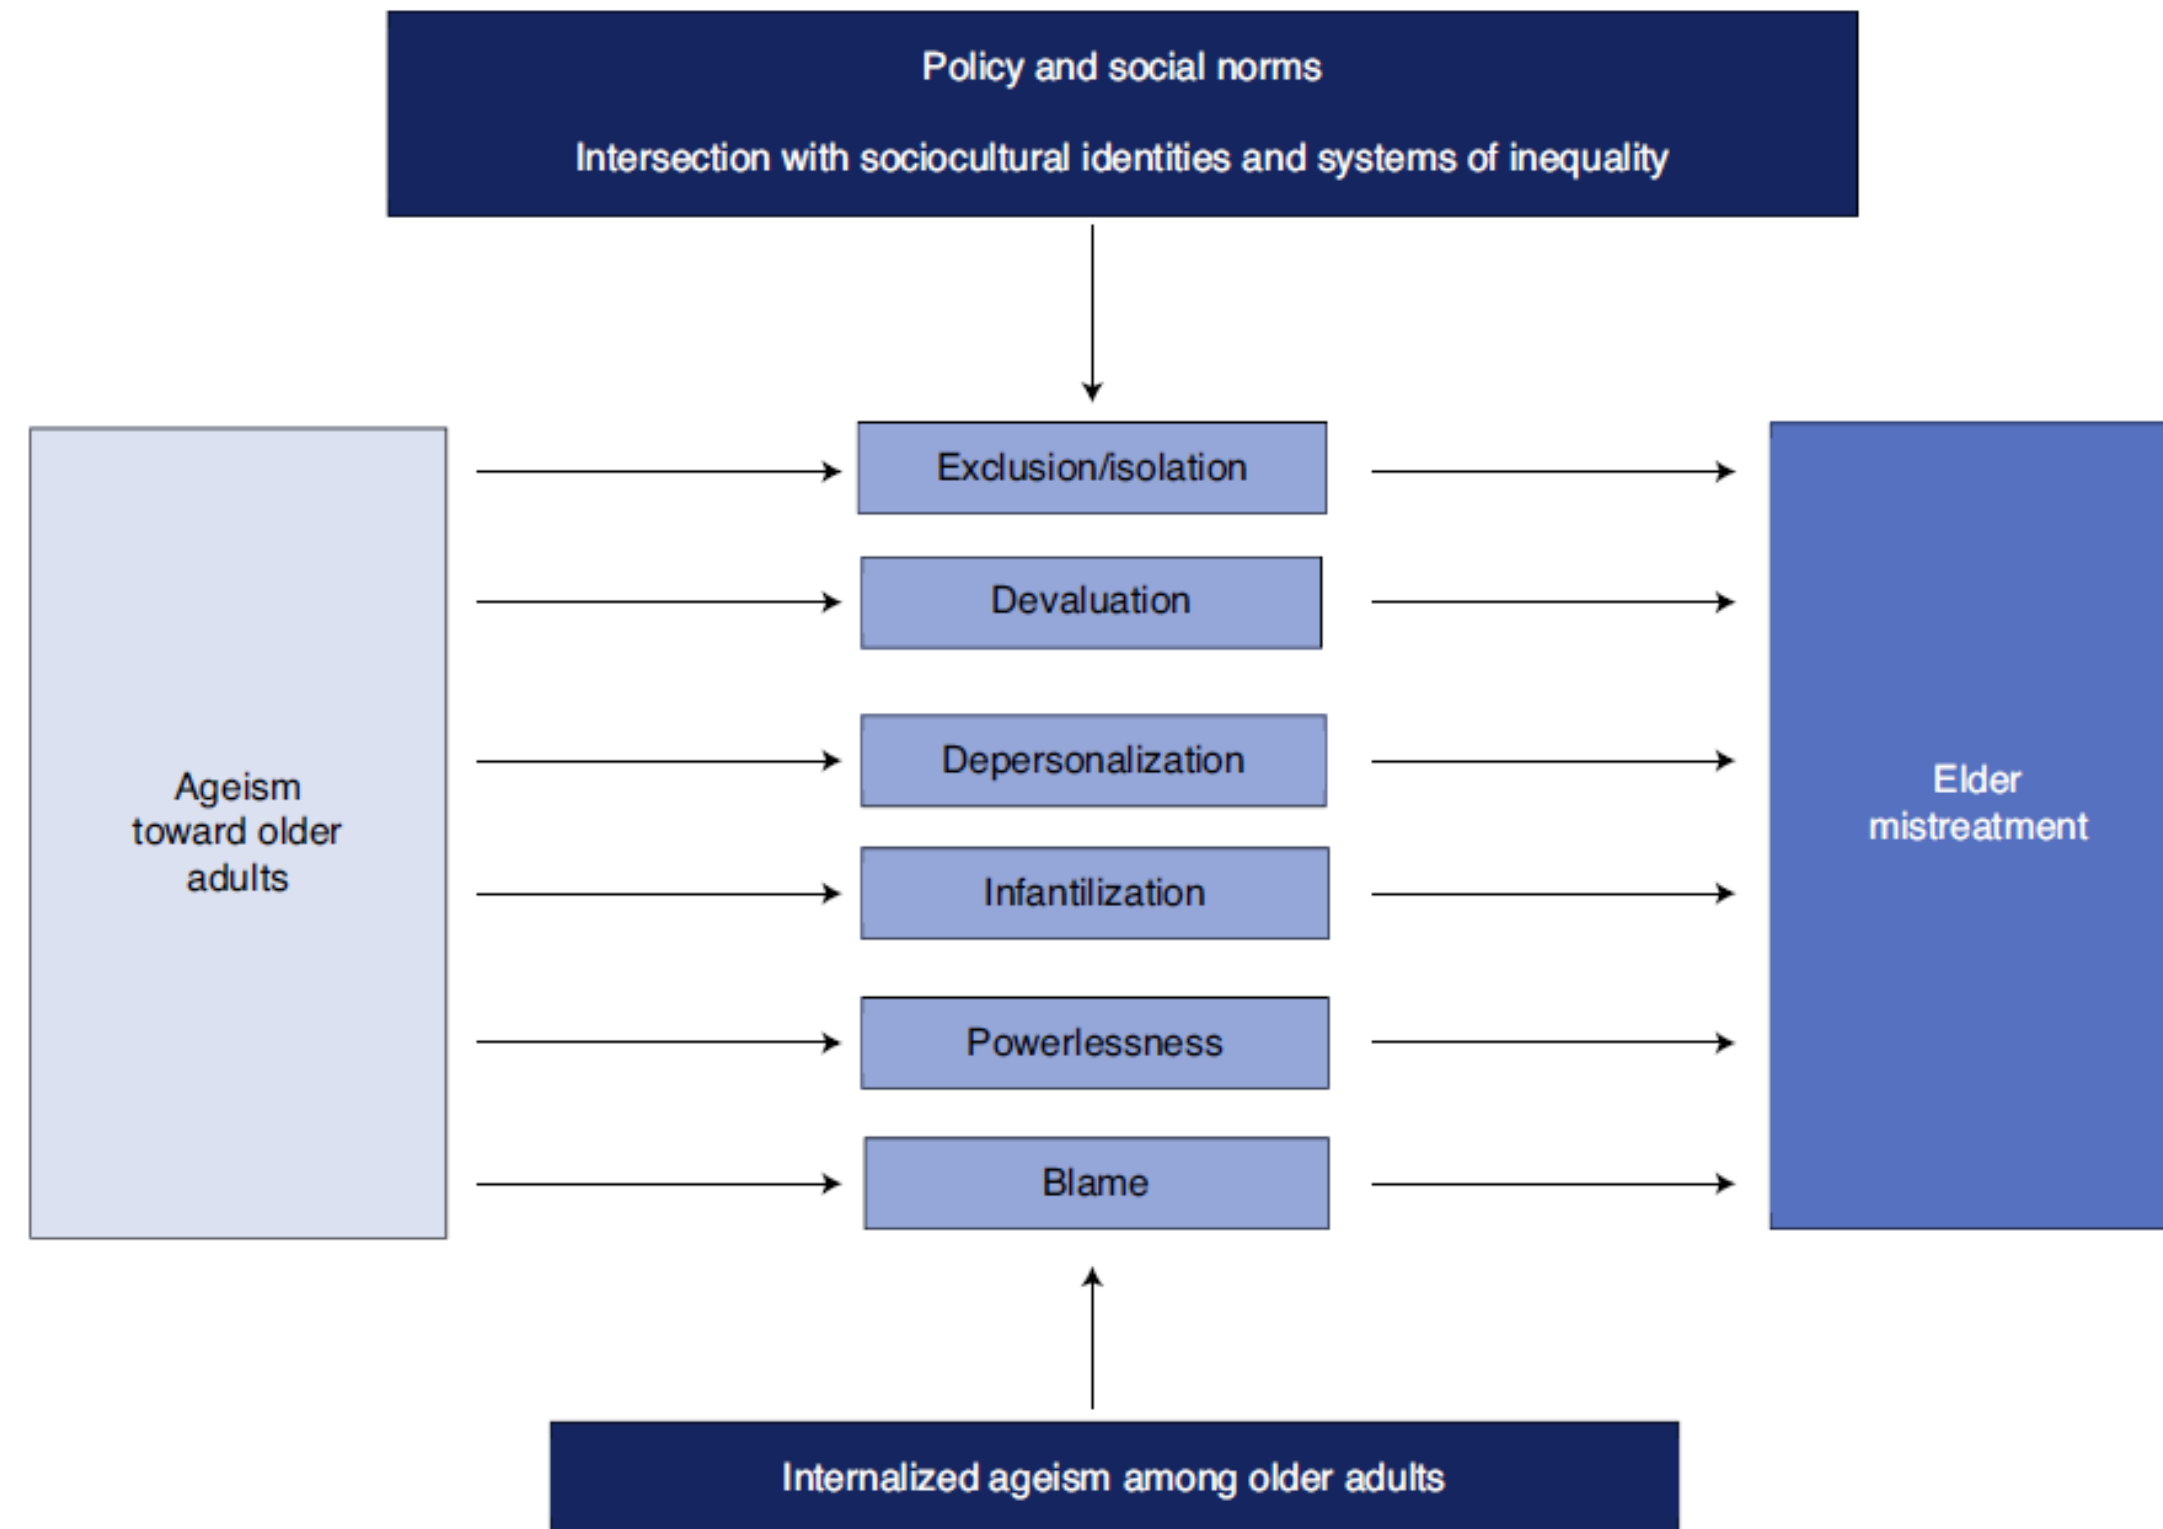 Policy and social norms
Intersection with sociocultural identities and systems of inequality
Ageism
toward older
adults
Exclusion/isolation
Devaluation
Depersonalization
Infantilization
Powerlessness
Blame
Elder
mistreatment
Internalized ageism among older adults